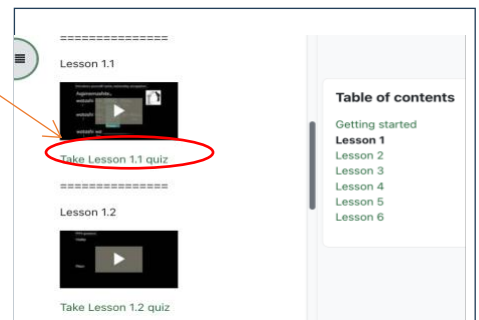 ===============
Lesson 1.1
Take Lesson 1.1 quiz
===============
Lesson 1.2
Take Lesson 1.2 quiz
Table of contents
Getting started
Lesson 1
Lesson 2
Lesson 3
Lesson 4
Lesson 5
Lesson 6